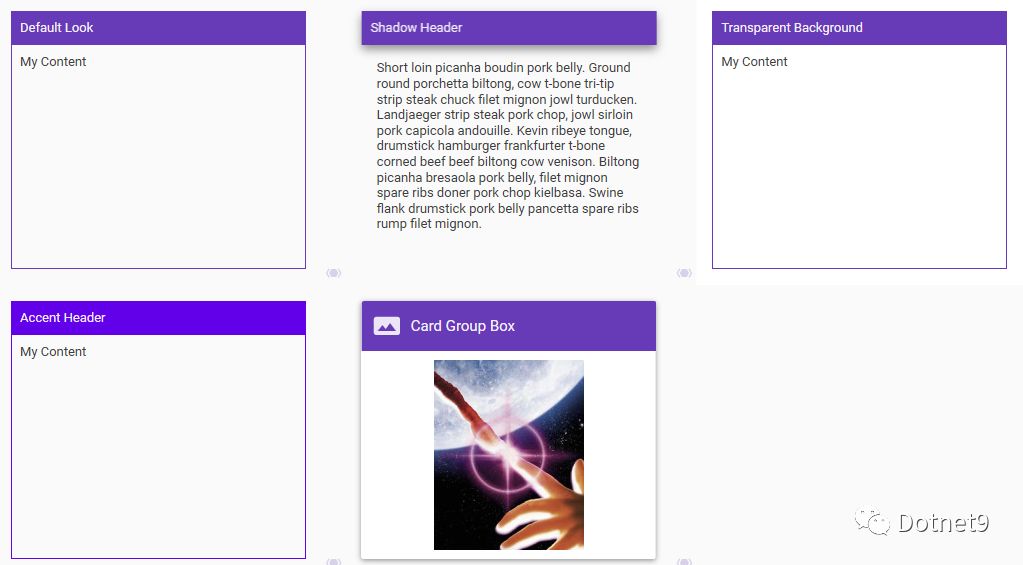 Default Look
My Content
Shadow Header
Short loin picanha boudin pork belly. Ground
round porchetta biltong, cow t-bone tri-tip
strip steak chuck filet mignon jowl turducken.
Landjaeger strip steak pork chop, jowl sirloin
pork capicola andouille. Kevin ribeye tongue,
drumstick hamburger frankfurter t-bone
corned beef beef biltong cow venison. Biltong
picanha bresaola pork belly, filet mignon
spare ribs doner pork chop kielbasa. Swine
flank drumstick pork belly pancetta spare ribs
rump filet mignon.
Transparent Background
My Content
Accent Header
My Content
Card Group Box
Dotnet9